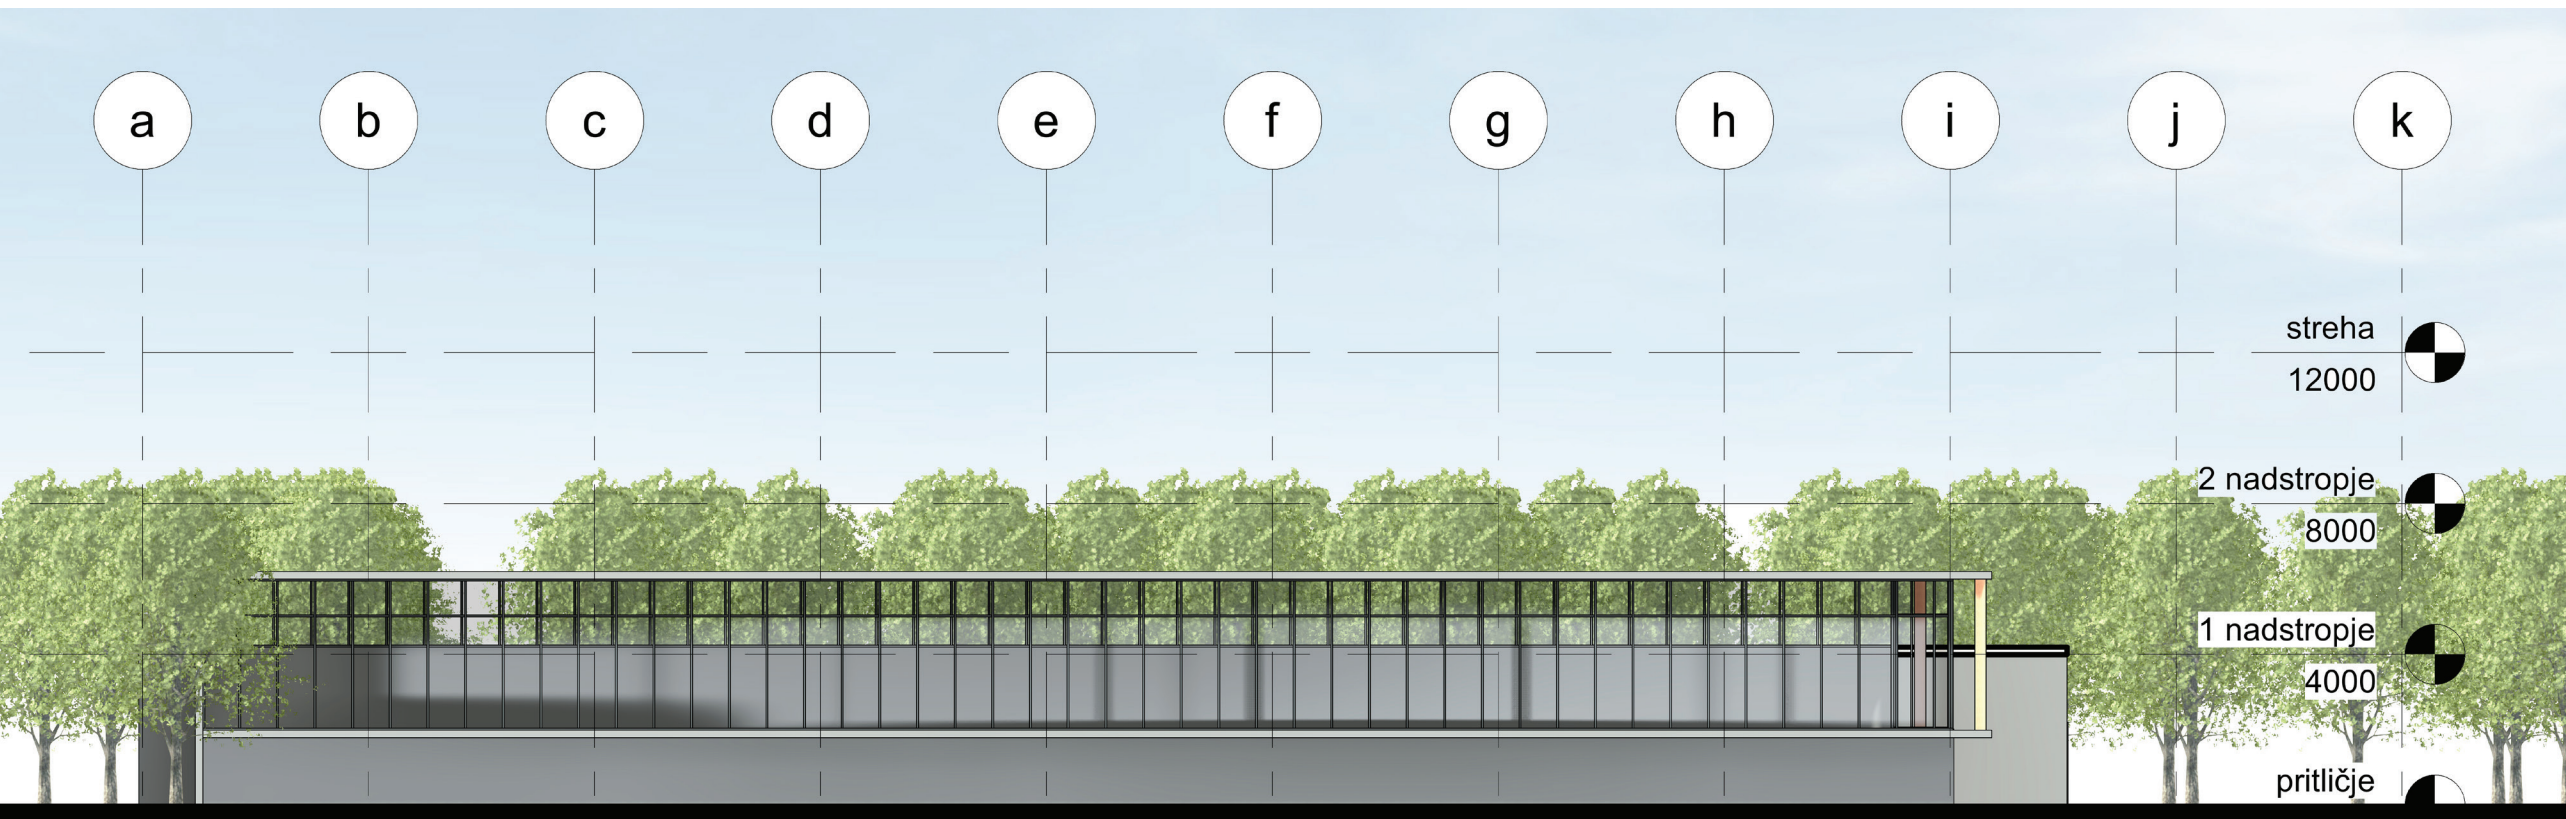 a b c d e f g h i j k
streha
12000
2 nadstropje
8000
1 nadstropje
4000
pritličje